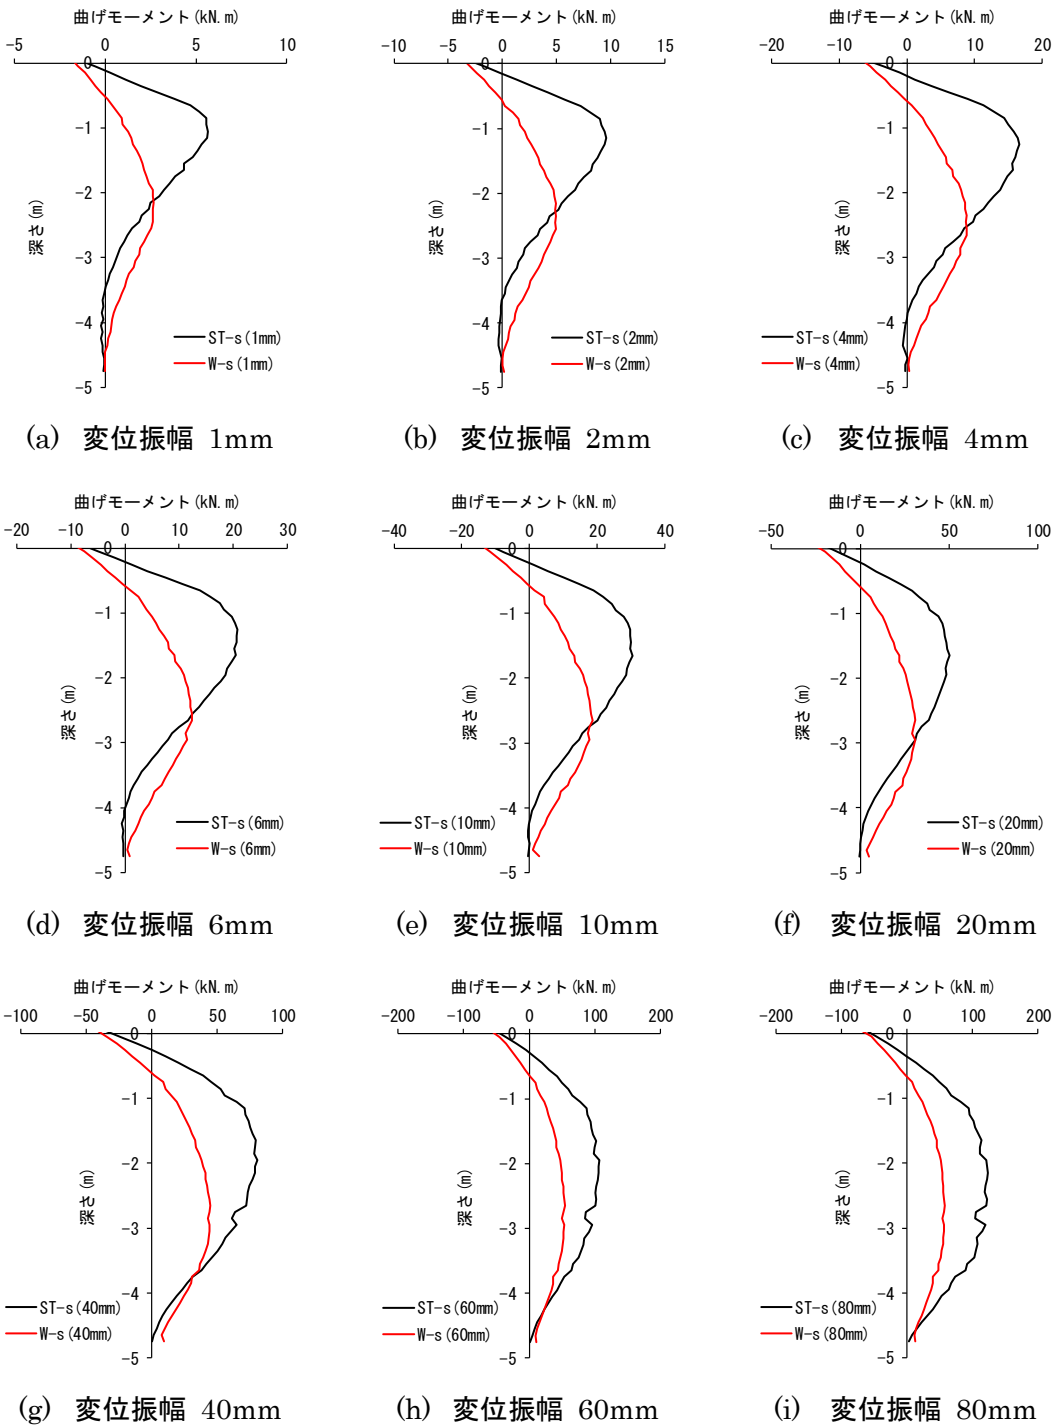 曲げモーメント(kN.m)
-5 0 5 10
0
-1
-2
-3
-4
-5
深さ(m)
ST-s(1mm)
W-s(1mm)
(a) 変位振幅 1mm
曲げモーメント(kN.m)
-10 -5 0 5 10 15
0
-1
-2
-3
-4
-5
深さ(m)
ST-s(2mm)
W-s(2mm)
(b) 変位振幅 2mm
曲げモーメント(kN.m)
-20 -10 0 10 20
0
-1
-2
-3
-4
-5
深さ(m)
ST-s(4mm)
W-s(4mm)
(c) 変位振幅 4mm
曲げモーメント(kN.m)
-20 -10 0 10 20 30
0
-1
-2
-3
-4
-5
深さ(m)
ST-s(6mm)
W-s(6mm)
(d) 変位振幅 6mm
曲げモーメント(kN.m)
-40 -20 0 20 40
0
-1
-2
-3
-4
-5
深さ(m)
ST-s(10mm)
W-s(10mm)
(e) 変位振幅 10mm
曲げモーメント(kN.m)
-50 0 50 100
0
-1
-2
-3
-4
-5
深さ(m)
ST-s(20mm)
W-s(20mm)
(f) 変位振幅 20mm
曲げモーメント(kN.m)
-100 -50 0 50 100
0
-1
-2
-3
-4
-5
深さ(m)
ST-s(40mm)
W-s(40mm)
(g) 変位振幅 40mm
曲げモーメント(kN.m)
-200 -100 0 100 200
0
-1
-2
-3
-4
-5
深さ(m)
ST-s(60mm)
W-s(60mm)
(h) 変位振幅 60mm
曲げモーメント(kN.m)
-200 -100 0 100 200
0
-1
-2
-3
-4
-5
深さ(m)
ST-s(80mm)
W-s(80mm)
(i) 変位振幅 80mm